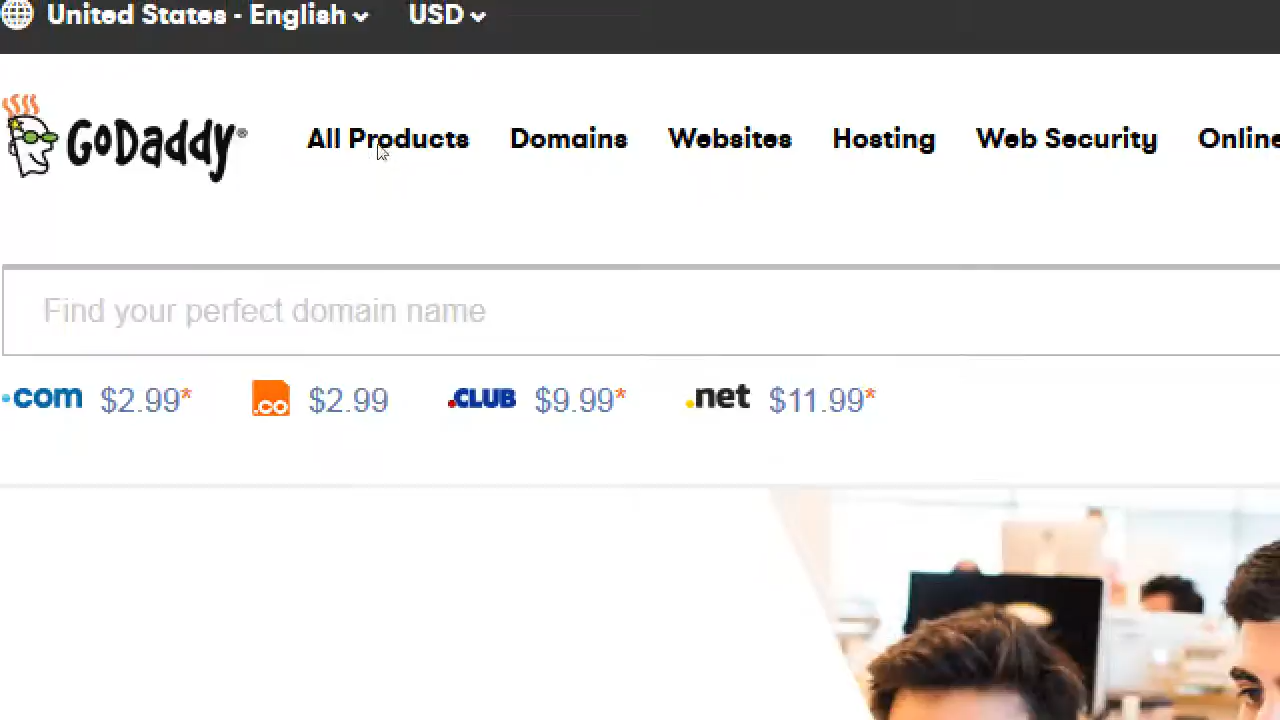 United States - English USD
GoDaddy® All Products Domains Websites Hosting Web Security Online
Find your perfect domain name
.com $2.99* .co $2.99 .CLUB $9.99* .net $11.99*